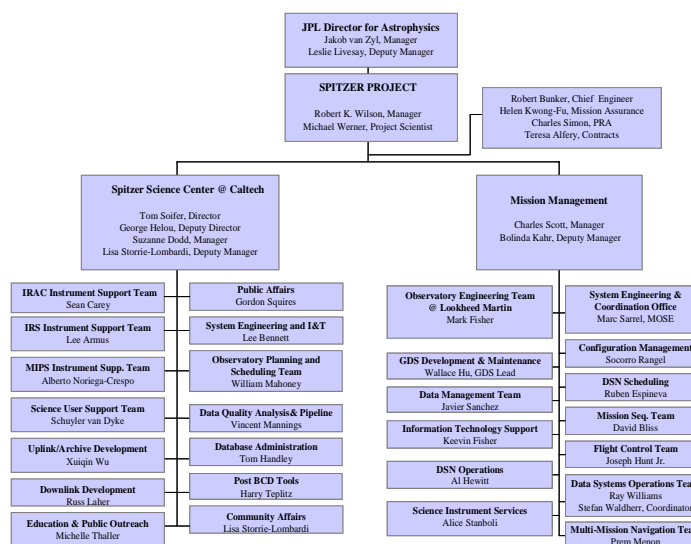 JPL Director for Astrophysics
Jakob van Zyl, Manager
Leslie Livesay, Deputy Manager
SPITZER PROJECT
Robert K. Wilson, Manager
Michael Werner, Project Scientist
Robert Bunker, Chief Engineer
Helen Kwong-Fu, Mission Assurance
Charles Simon, PRA
Teresa Alfery, Contracts
Spitzer Science Center @ Caltech
Tom Soifer, Director
George Helou, Deputy Director
Suzanne Dodd, Manager
Lisa Storrie-Lombardi, Deputy Manager
Mission Management
Charles Scott, Manager
Bolinda Kahr, Deputy Manager
IRAC Instrument Support Team
Sean Carey
Public Affairs
Gordon Squires
IRS Instrument Support Team
Lee Armus
System Engineering and I&T
Lee Bennett
MIPS Instrument Supp. Team
Alberto Noriega-Crespo
Observatory Planning and
Scheduling Team
William Mahoney
Science User Support Team
Schuyler van Dyke
Data Quality Analysis& Pipeline
Vincent Mannings
Uplink/Archive Development
Xuiqin Wu
Database Administration
Tom Handley
Downlink Development
Russ Laher
Post BCD Tools
Harry Teplitz
Education & Public Outreach
Michelle Thaller
Community Affairs
Lisa Storrie-Lombardi
Observatory Engineering Team
@ Lookheed Martin
Mark Fisher
System Engineering &
Coordination Office
Marc Sarrel, MOSE
GDS Development & Maintenance
Wallace Hu, GDS Lead
Configuration Management
Socorro Rangel
Data Management Team
Javier Sanchez
DSN Scheduling
Ruben Espineva
Information Technology Support
Keevin Fisher
Mission Seq. Team
David Bliss
DSN Operations
Al Hewitt
Flight Control Team
Joseph Hunt Jr.
Science Instrument Services
Alice Stanboli
Data Systems Operations Tea
Ray Williams
Stefan Waldherr, Coordinator
Multi-Mission Navigation Tea
Prem Menon